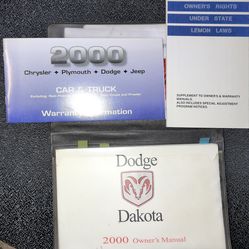 2000
Chrysler ✦ Plymouth ✦ Dodge ✦ Jeep
CAR & TRUCK
Warranty Information
OWNER'S RIGHTS
UNDER STATE
LEMON LAWS
SUPPLEMENT TO OWNER'S & WARRANTY
MANUALS.
ALSO INCLUDES SPECIAL ADJUSTMENT
PROGRAM NOTICES.
Dodge
Dakota
2000 Owner's Manual